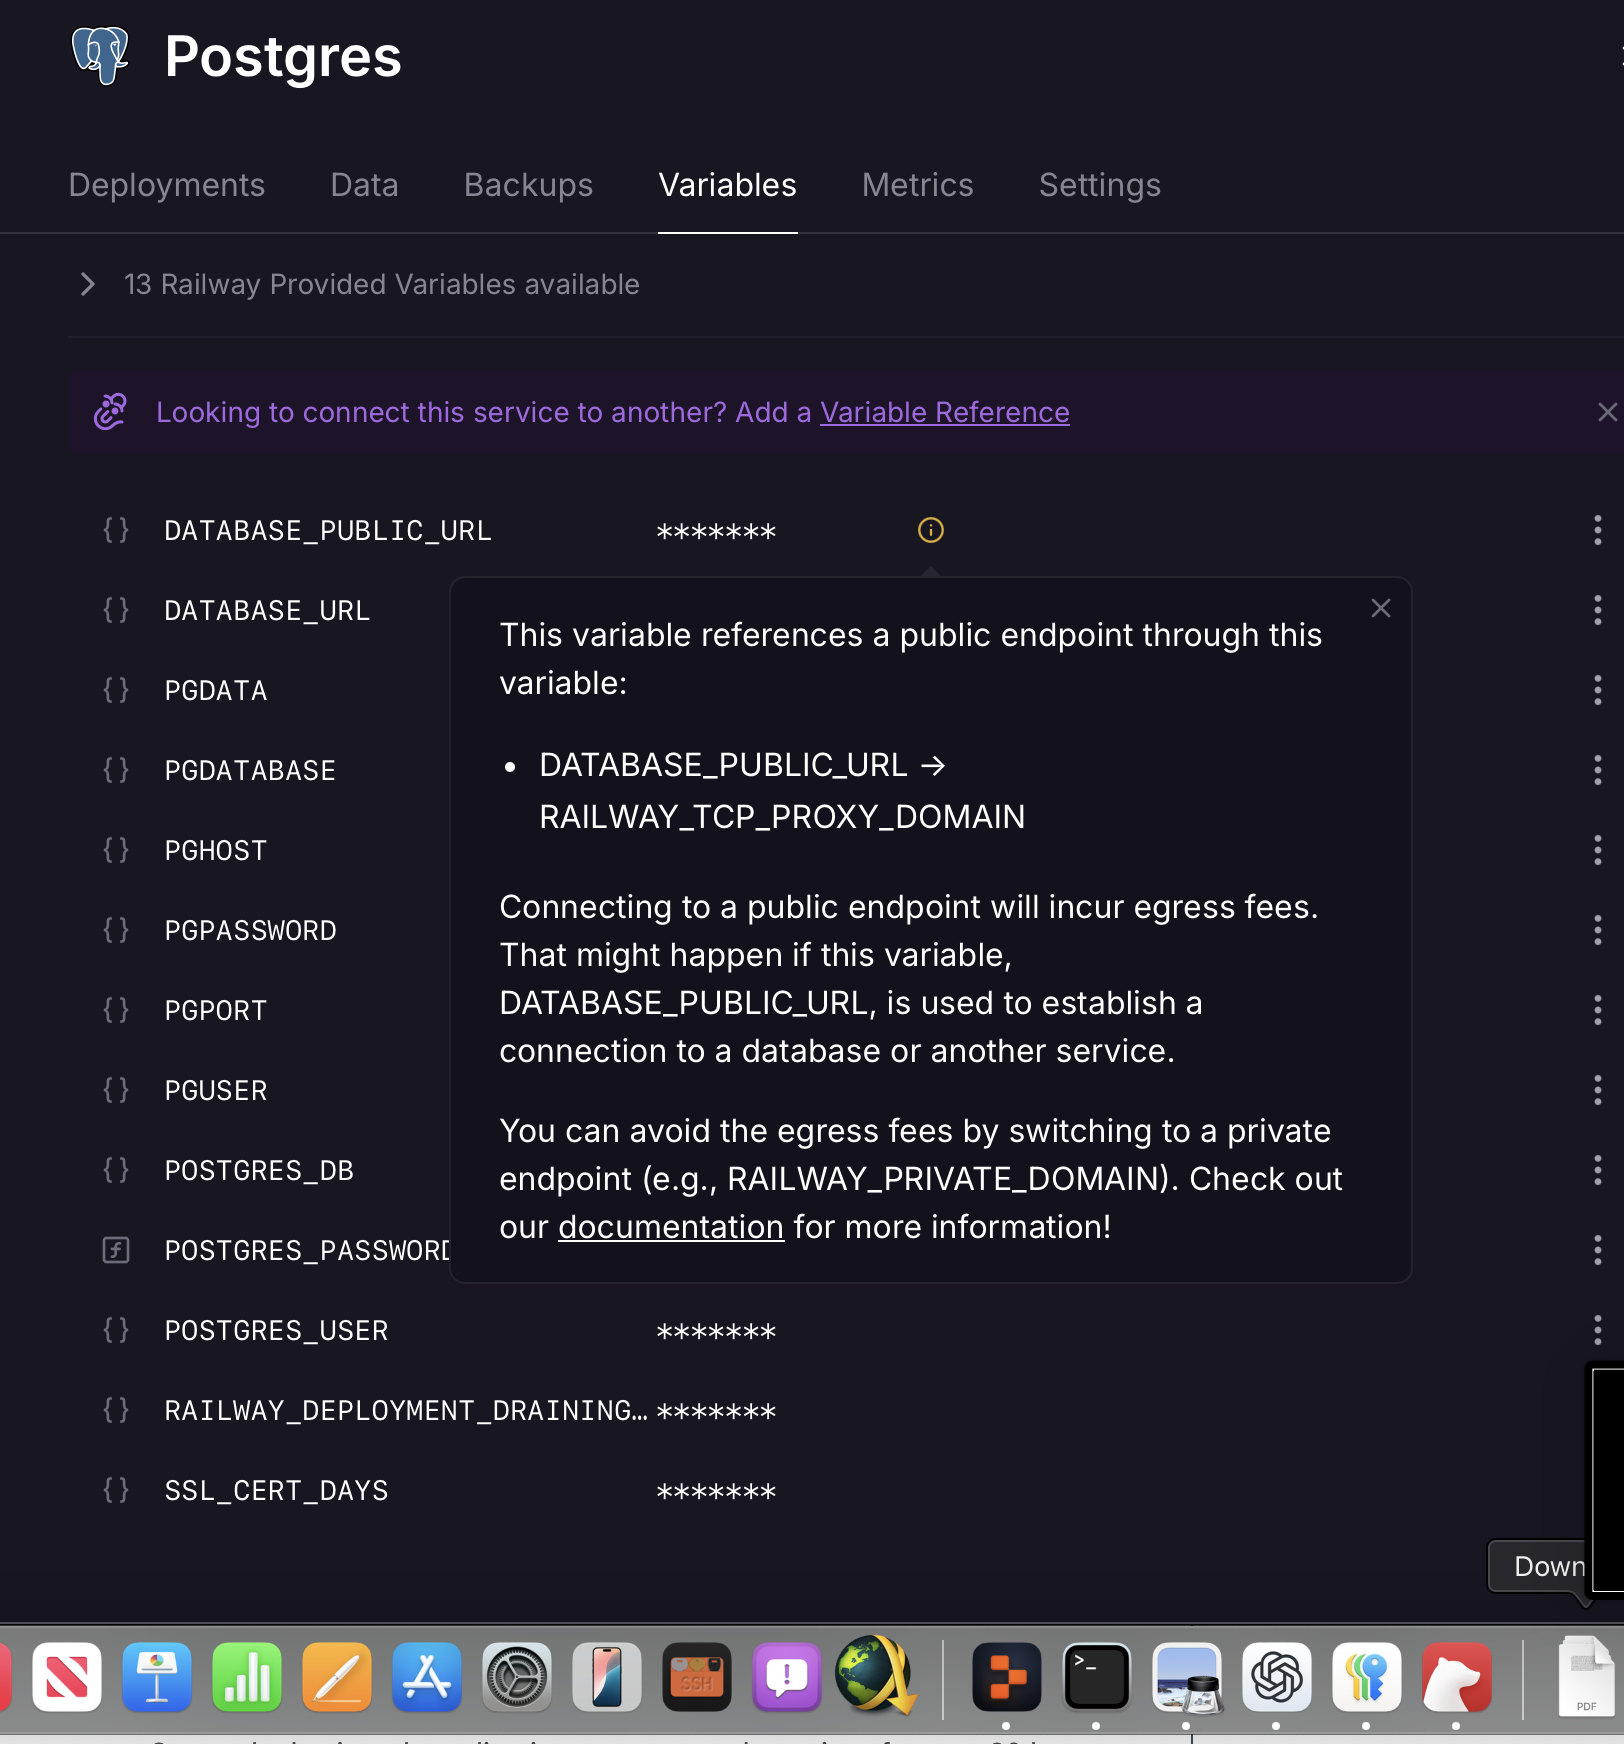 Postgres
Deployments Data Backups Variables Metrics Settings
13 Railway Provided Variables available
Looking to connect this service to another? Add a Variable Reference
{} DATABASE_PUBLIC_URL *******
{} DATABASE_URL
{} PGDATA
{} PGDATABASE
{} PGHOST
{} PGPASSWORD
{} PGPORT
{} PGUSER
{} POSTGRES_DB
POSTGRES_PASSWORD
{} POSTGRES_USER *******
{} RAILWAY_DEPLOYMENT_DRAINING… *******
{} SSL_CERT_DAYS *******
This variable references a public endpoint through this
variable:
• DATABASE_PUBLIC_URL →
RAILWAY_TCP_PROXY_DOMAIN
Connecting to a public endpoint will incur egress fees.
That might happen if this variable,
DATABASE_PUBLIC_URL, is used to establish a
connection to a database or another service.
You can avoid the egress fees by switching to a private
endpoint (e.g., RAILWAY_PRIVATE_DOMAIN). Check out
our documentation for more information!
Down
SSH
>_
PDF